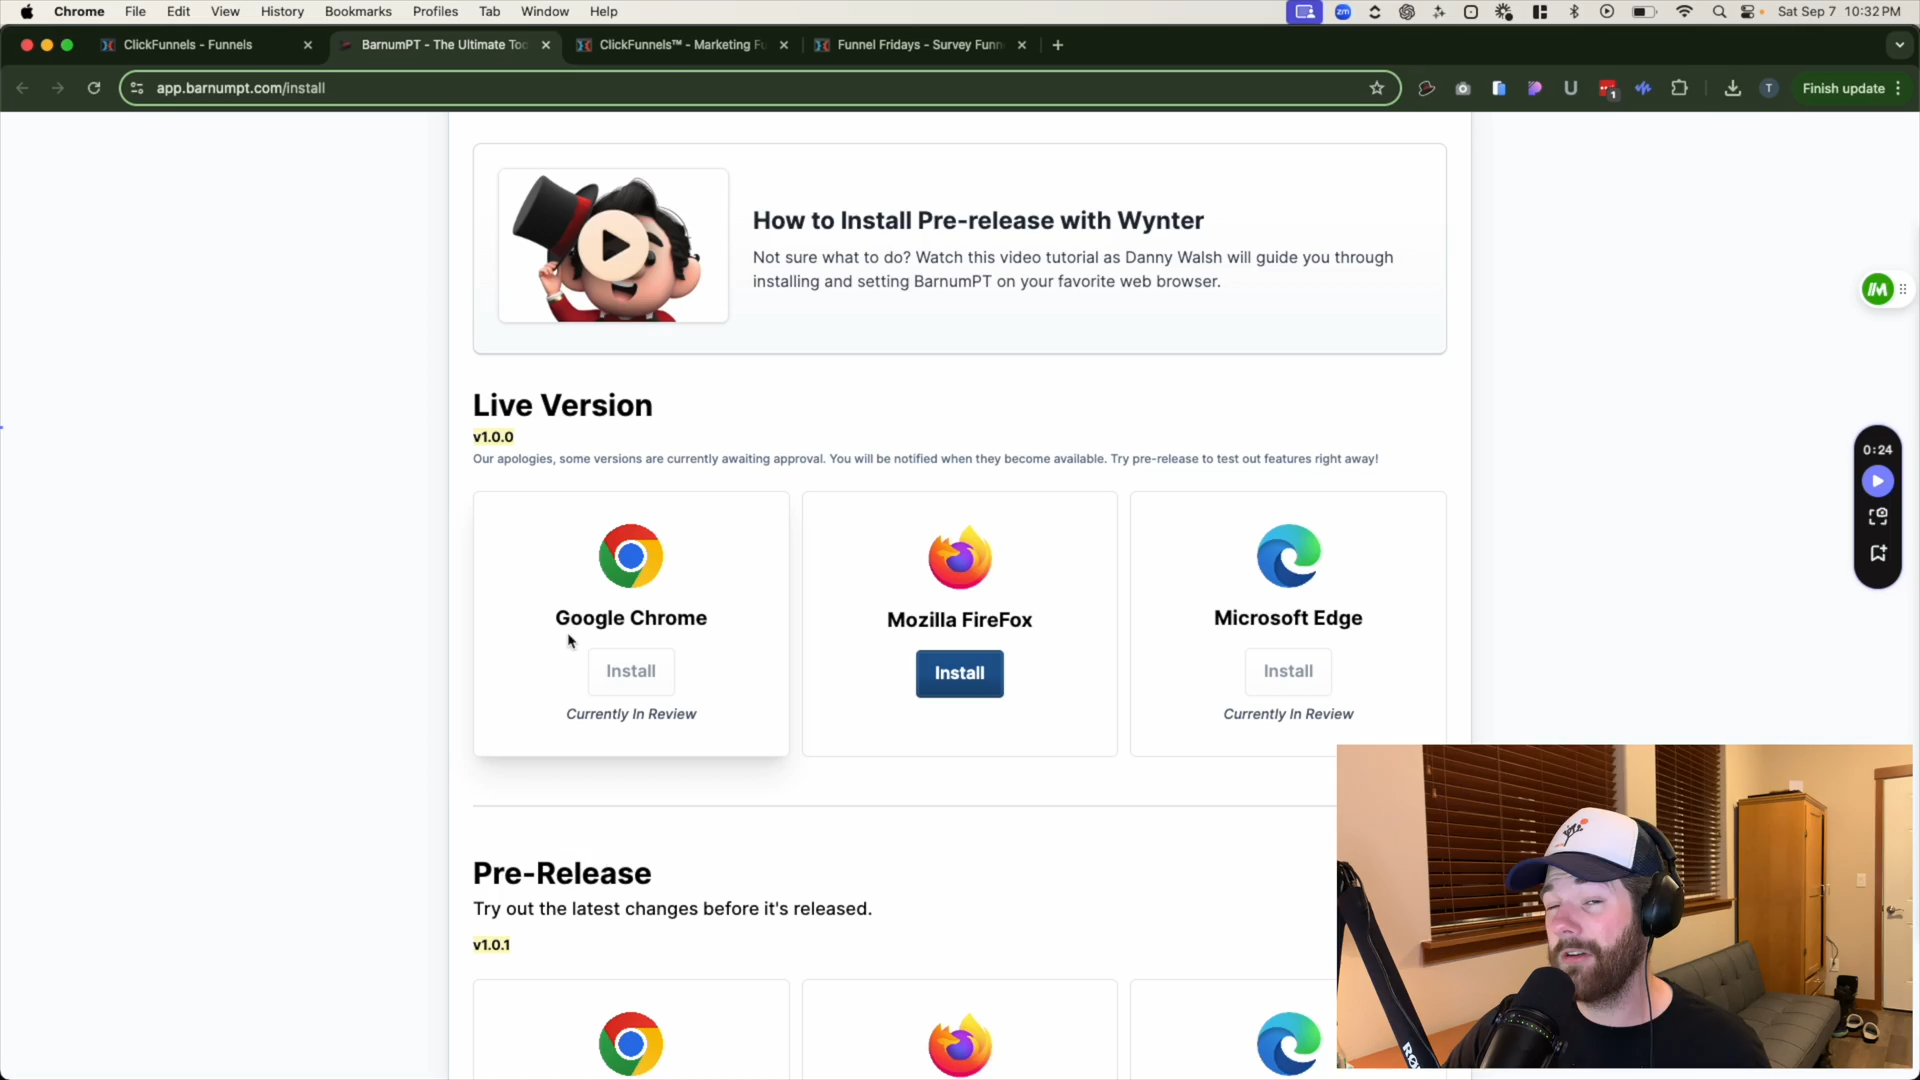 Chrome File Edit View History Bookmarks Profiles Tab Window Help
zm
Sat Sep 7 10:32 PM
ClickFunnels - Funnels
BarnumPT - The Ultimate Too
ClickFunnels™ - Marketing Fu
Funnel Fridays - Survey Funn
app.barnumpt.com/install
1
T
Finish update
How to Install Pre-release with Wynter
Not sure what to do? Watch this video tutorial as Danny Walsh will guide you through
installing and setting BarnumPT on your favorite web browser.
Live Version
v1.0.0
Our apologies, some versions are currently awaiting approval. You will be notified when they become available. Try pre-release to test out features right away!
0:24
Google Chrome
Install
Currently In Review
Mozilla FireFox
Install
Microsoft Edge
Install
Currently In Review
Pre-Release
Try out the latest changes before it's released.
v1.0.1